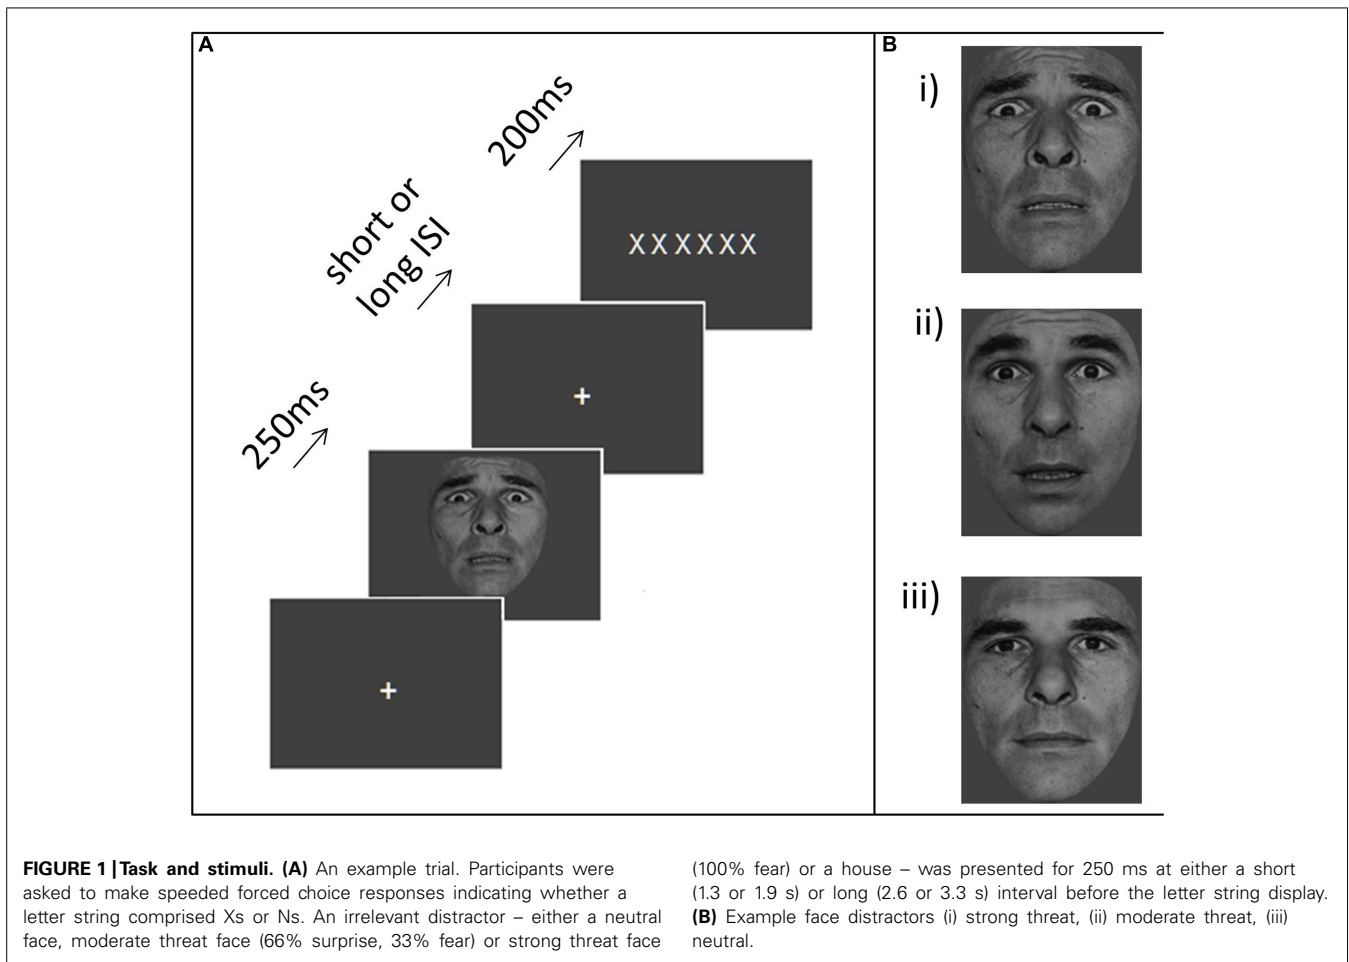 A
B
200ms
short or
long ISI
250ms
XXXXXX
+
+
i)
ii)
iii)
FIGURE 1 | Task and stimuli. (A) An example trial. Participants were
asked to make speeded forced choice responses indicating whether a
letter string comprised Xs or Ns. An irrelevant distractor – either a neutral
face, moderate threat face (66% surprise, 33% fear) or strong threat face
(100% fear) or a house – was presented for 250 ms at either a short
(1.3 or 1.9 s) or long (2.6 or 3.3 s) interval before the letter string display.
(B) Example face distractors (i) strong threat, (ii) moderate threat, (iii)
neutral.